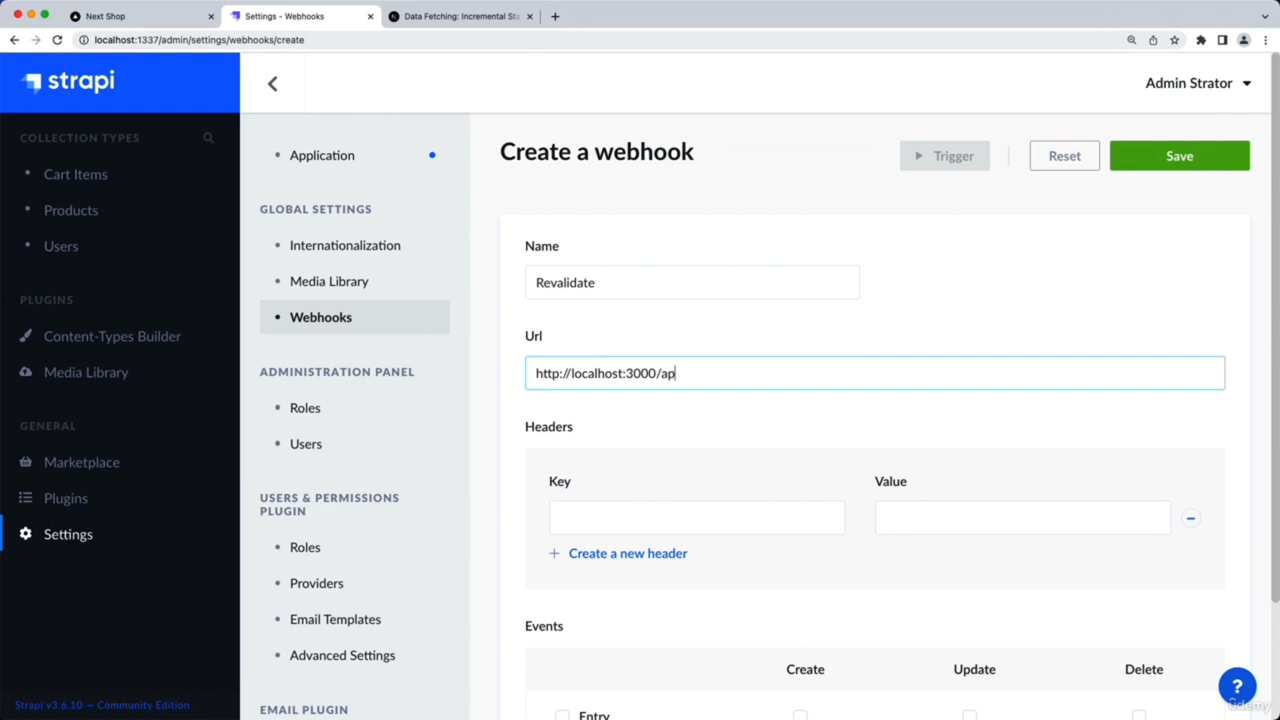 Next Shop
Settings - Webhooks
Data Fetching: Incremental Sta
localhost:1337/admin/settings/webhooks/create
strapi
Admin Strator
COLLECTION TYPES
Cart Items
Products
Users
PLUGINS
Content-Types Builder
Media Library
GENERAL
Marketplace
Plugins
Settings
Strapi v3.6.10 — Community Edition
Application
GLOBAL SETTINGS
Internationalization
Media Library
Webhooks
ADMINISTRATION PANEL
Roles
Users
USERS & PERMISSIONS
PLUGIN
Roles
Providers
Email Templates
Advanced Settings
EMAIL PLUGIN
Create a webhook
Trigger
Reset
Save
Name
Revalidate
Url
http://localhost:3000/ap
Headers
Key
Value
Create a new header
Events
Create
Update
Delete
Entry
?
Udemy